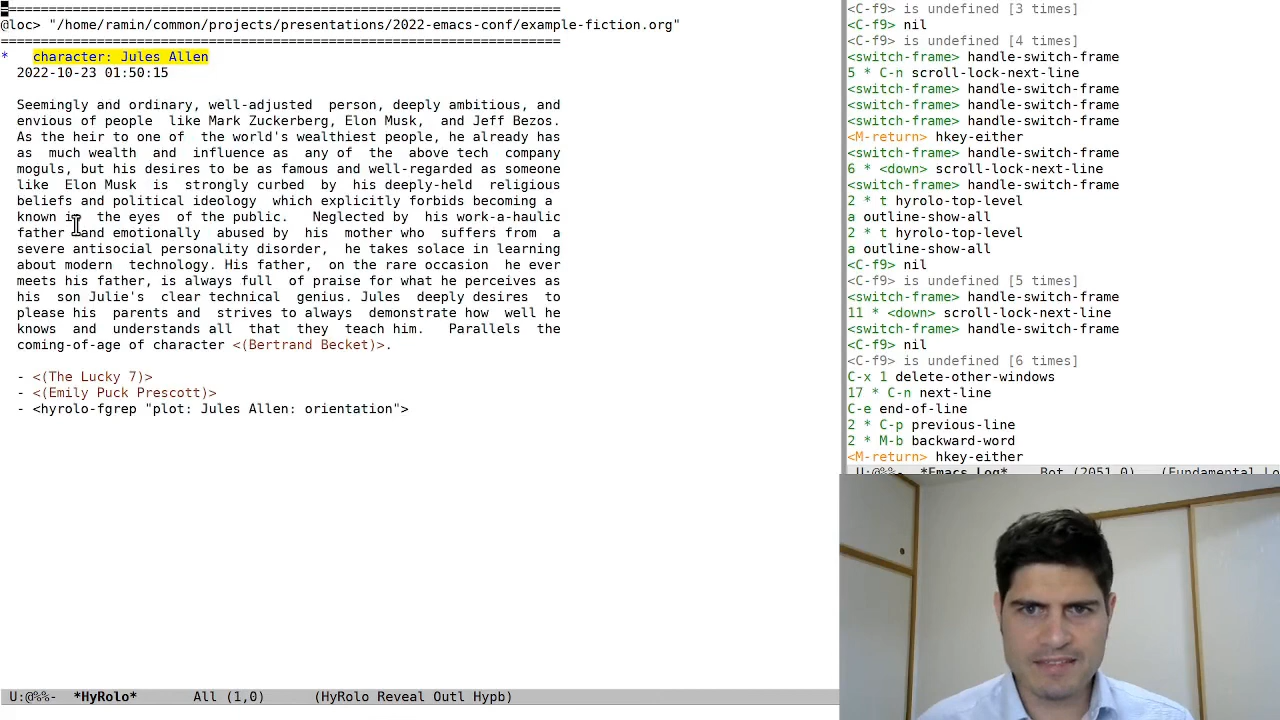 ====================================================================
@loc> "/home/ramin/common/projects/presentations/2022-emacs-conf/example-fiction.org"
======================================================================
*   character: Jules Allen
2022-10-23 01:50:15
Seemingly and ordinary, well-adjusted  person, deeply ambitious, and
envious of people  like Mark Zuckerberg, Elon Musk,  and Jeff Bezos.
As the heir to one of  the world's wealthiest people, he already has
as  much wealth  and  influence as  any of  the  above tech  company
moguls, but his desires to be as famous and well-regarded as someone
like  Elon Musk  is  strongly curbed  by  his deeply-held  religious
beliefs and political ideology  which explicitly forbids becoming a
known in  the eyes  of the public.   Neglected by  his work-a-haulic
father  and emotionally  abused by  his  mother who  suffers from  a
severe antisocial personality disorder,  he takes solace in learning
about modern  technology. His father,  on the rare occasion  he ever
meets his father, is always full  of praise for what he perceives as
his  son Julie's  clear technical  genius. Jules  deeply desires  to
please his  parents and  strives to always  demonstrate how  well he
knows  and  understands all  that  they  teach him.   Parallels  the
coming-of-age of character <(Bertrand Becket)>.
- <(The Lucky 7)>
- <(Emily Puck Prescott)>
- <hyrolo-fgrep "plot: Jules Allen: orientation">
U:@%%-  *HyRolo*       All (1,0)      (HyRolo Reveal Outl Hypb)
<C-f9> is undefined [3 times]
<C-f9> nil
<C-f9> is undefined [4 times]
<switch-frame> handle-switch-frame
5 * C-n scroll-lock-next-line
<switch-frame> handle-switch-frame
<switch-frame> handle-switch-frame
<switch-frame> handle-switch-frame
<M-return> hkey-either
<switch-frame> handle-switch-frame
6 * <down> scroll-lock-next-line
<switch-frame> handle-switch-frame
2 * t hyrolo-top-level
a outline-show-all
2 * t hyrolo-top-level
a outline-show-all
<C-f9> nil
<C-f9> is undefined [5 times]
<switch-frame> handle-switch-frame
11 * <down> scroll-lock-next-line
<switch-frame> handle-switch-frame
<C-f9> nil
<C-f9> is undefined [6 times]
C-x 1 delete-other-windows
17 * C-n next-line
C-e end-of-line
2 * C-p previous-line
2 * M-b backward-word
<M-return> hkey-either
U:@%%-  *Emacs Log*    Bot (2051,0)   (Fundamental Lo